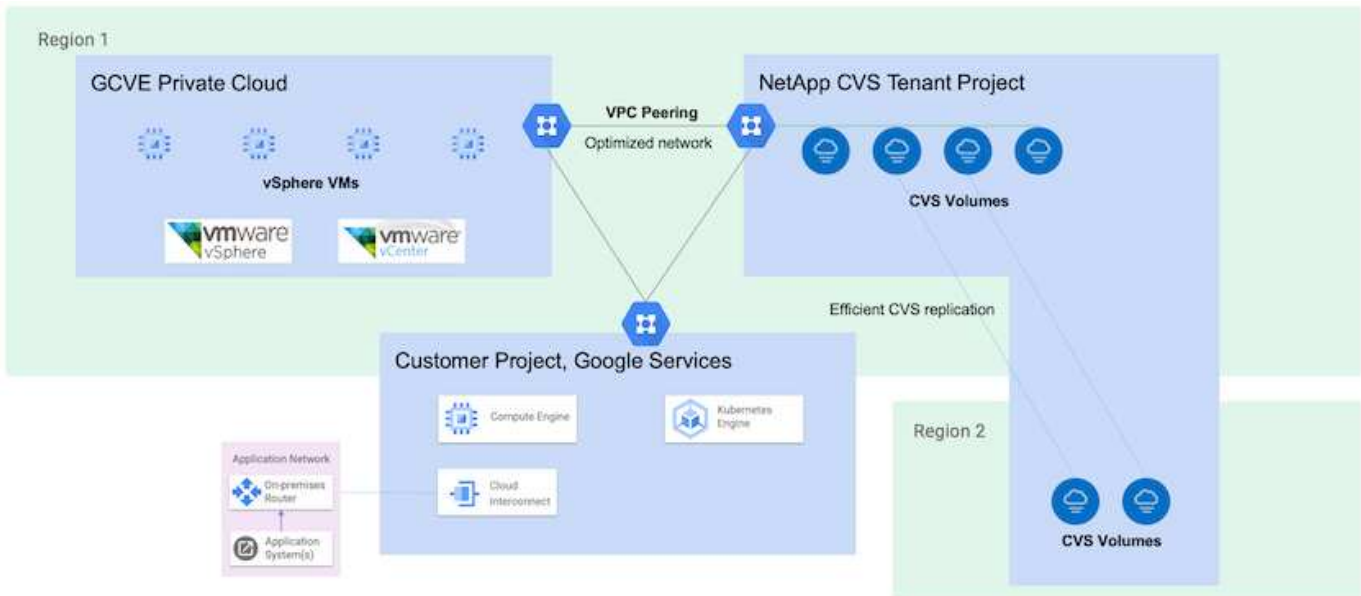 Region 1
GCVE Private Cloud
vSphere VMs
vmware
vSphere
vmware
vCenter
VPC Peering
Optimized network
NetApp CVS Tenant Project
CVS Volumes
Efficient CVS replication
Customer Project, Google Services
Compute Engine
Kubernetes
Engine
Cloud
Interconnect
Application Network
On-premises
Router
Application
System(s)
Region 2
CVS Volumes